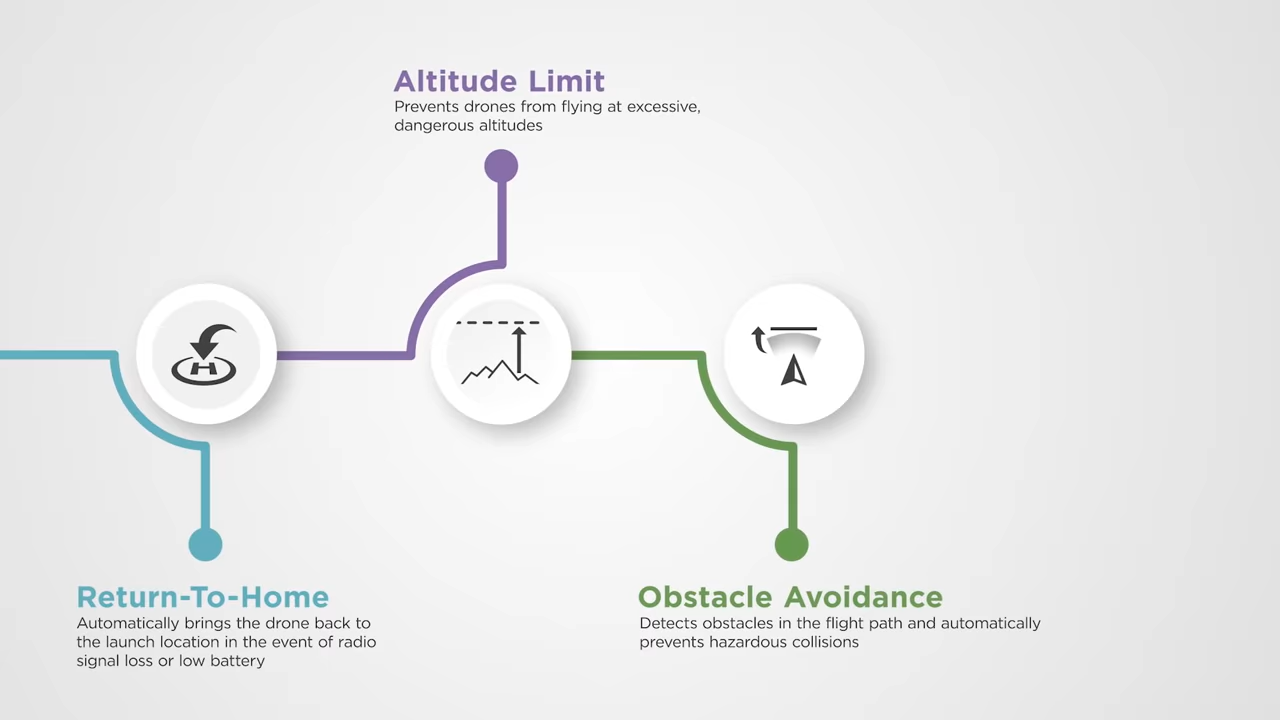 Altitude Limit
Prevents drones from flying at excessive,
dangerous altitudes
H
Return-To-Home
Automatically brings the drone back to
the launch location in the event of radio
signal loss or low battery
Obstacle Avoidance
Detects obstacles in the flight path and automatically
prevents hazardous collisions